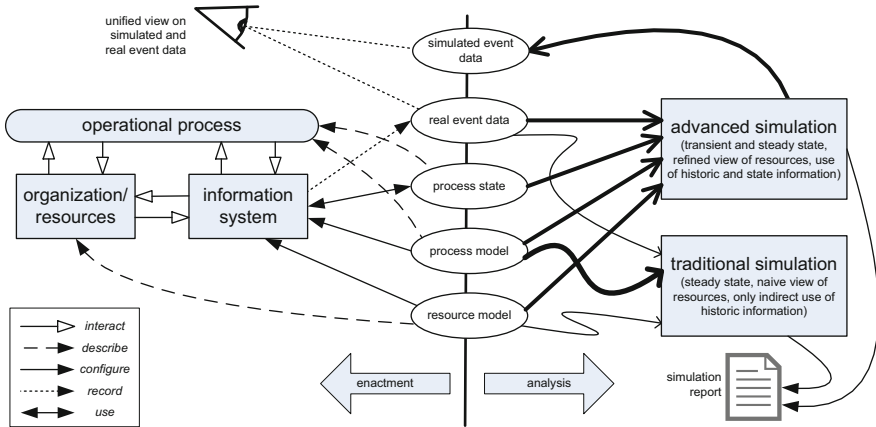 unified view on
simulated and
real event data
simulated event
data
operational process
real event data
advanced simulation
(transient and steady state,
refined view of resources, use
of historic and state information)
organization/
resources
information
system
process state
process model
traditional simulation
(steady state, naive view of
resources, only indirect use of
historic information)
resource model
interact
describe
configure
record
use
enactment
analysis
simulation
report